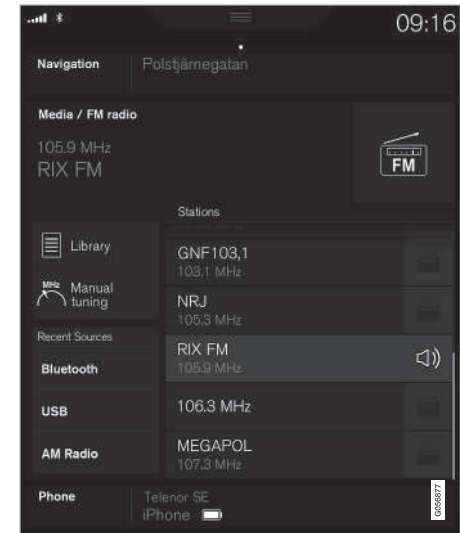 09:16
Navigation
Polstjärnegatan
Media / FM radio
105.9 MHz
RIX FM
FM
Stations
Library
MHz Manual
tuning
Recent Sources
Bluetooth
USB
AM Radio
GNF103,1
103.1 MHz
NRJ
105.3 MHz
RIX FM
105.9 MHz
106.3 MHz
MEGAPOL
107.3 MHz
Phone
Telenor SE
iPhone
G056877